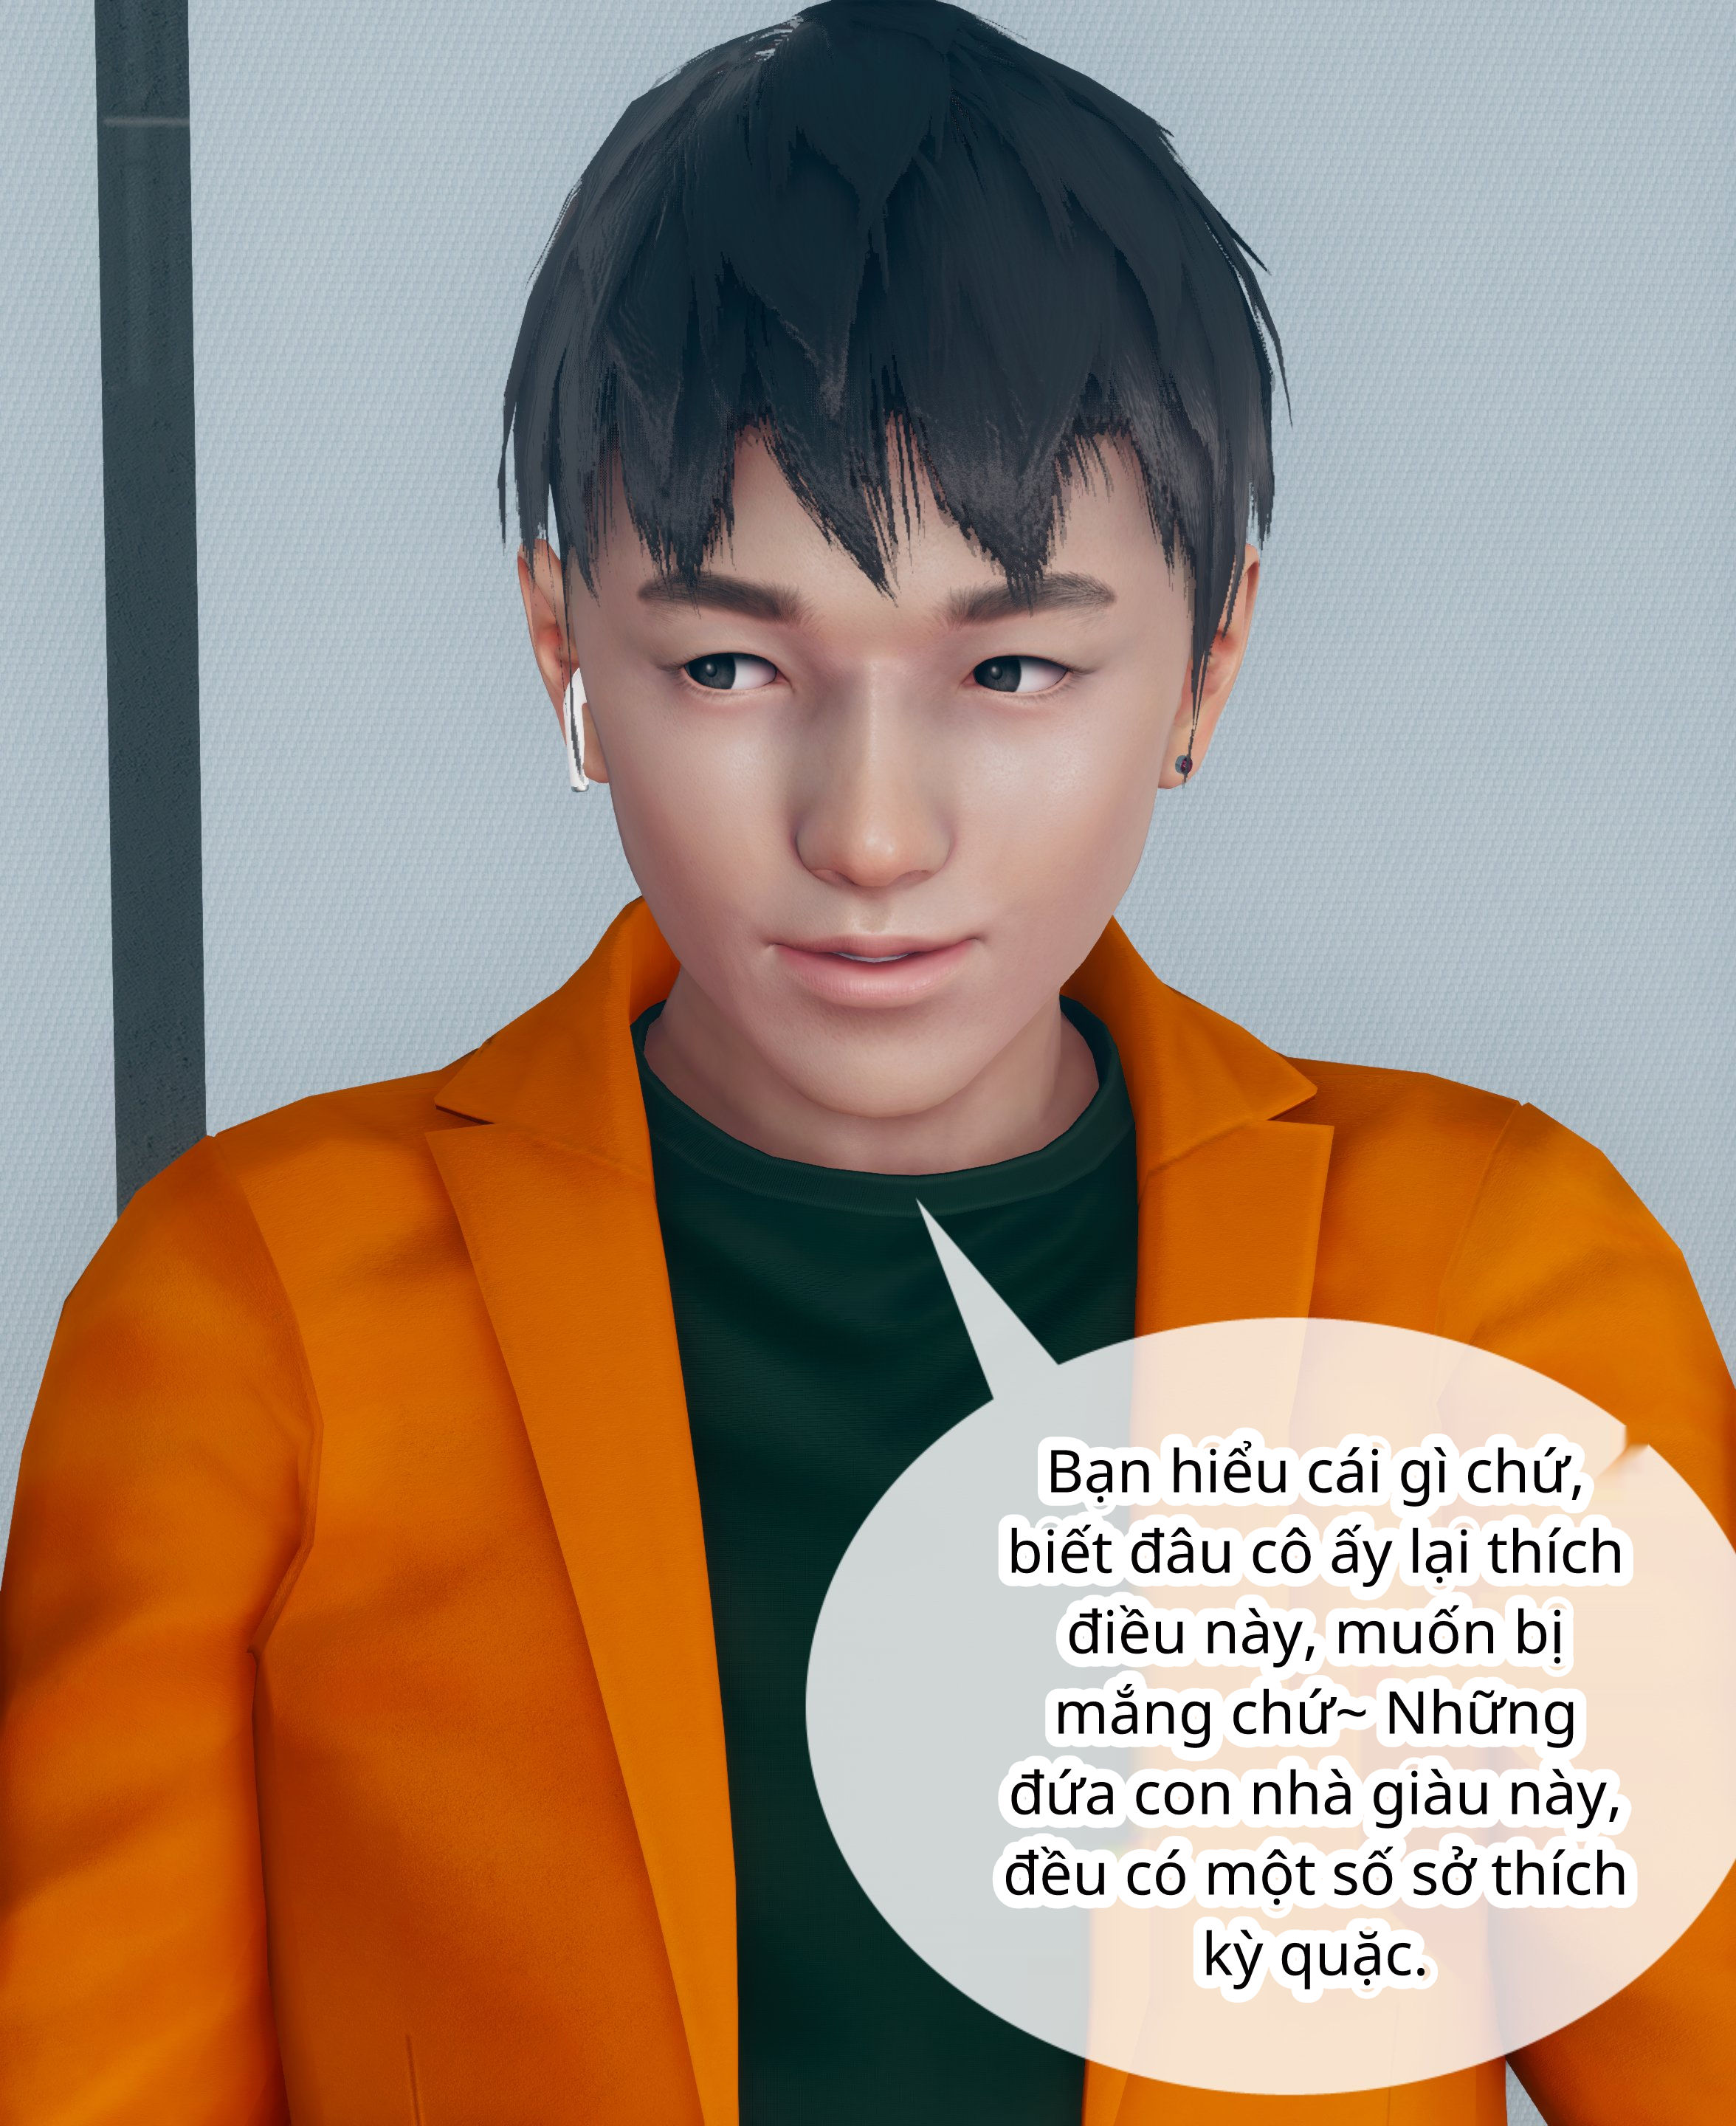 Bạn hiểu cái gì chứ,
biết đâu cô ấy lại thích
điều này, muốn bị
mắng chứ~ Những
đứa con nhà giàu này,
đều có một số sở thích
kỳ quặc.